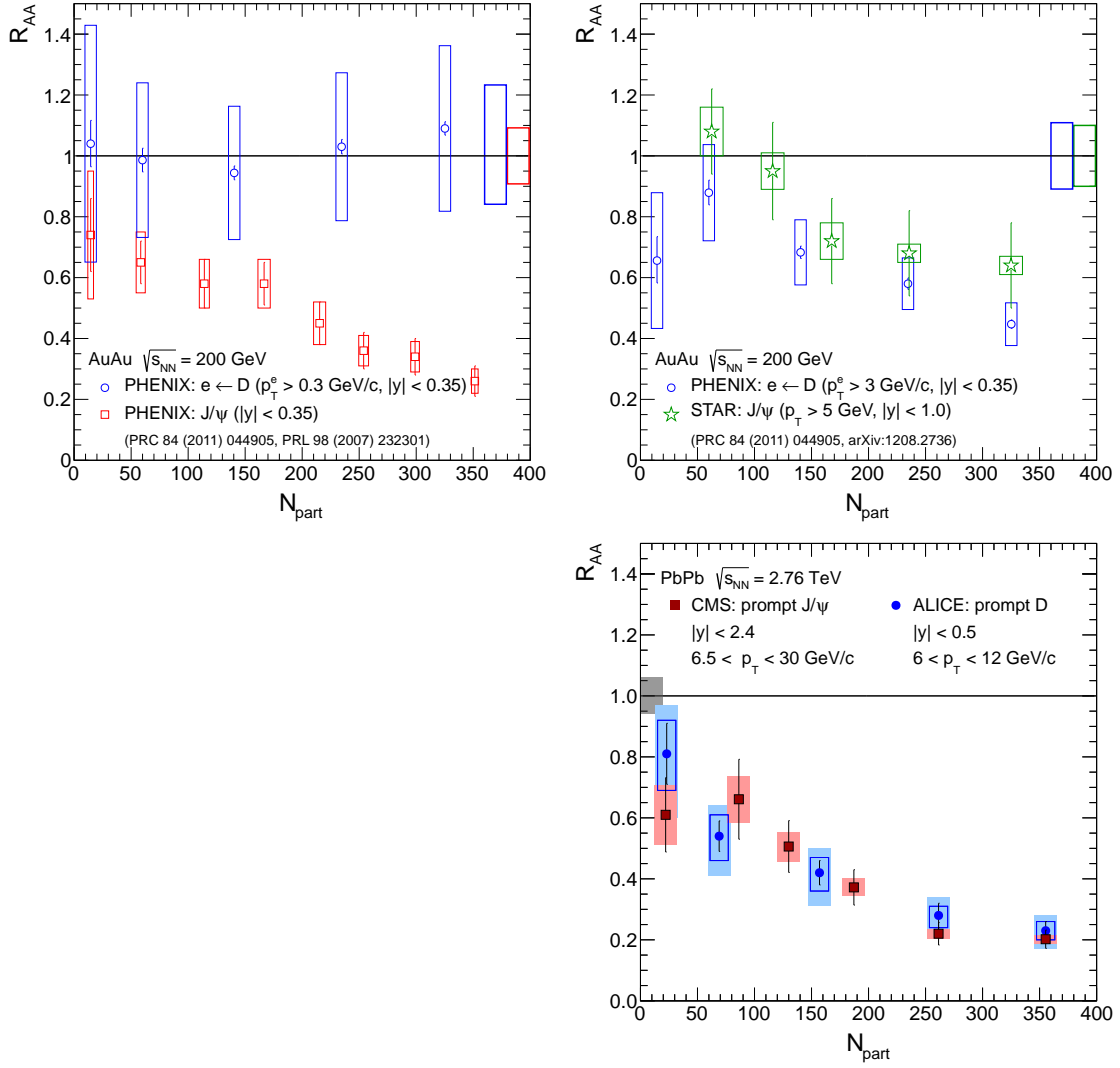 R_AA
1.4
1.2
1
0.8
0.6
0.4
0.2
0
AuAu √s_NN = 200 GeV
PHENIX: e ← D (p_T^e > 0.3 GeV/c, |y| < 0.35)
PHENIX: J/ψ (|y| < 0.35)
(PRC 84 (2011) 044905, PRL 98 (2007) 232301)
0 50 100 150 200 250 300 350 400
N_part
R_AA
1.4
1.2
1
0.8
0.6
0.4
0.2
0
AuAu √s_NN = 200 GeV
PHENIX: e ← D (p_T^e > 3 GeV/c, |y| < 0.35)
STAR: J/ψ (p_T > 5 GeV, |y| < 1.0)
(PRC 84 (2011) 044905, arXiv:1208.2736)
0 50 100 150 200 250 300 350 400
N_part
R_AA
1.4
1.2
1.0
0.8
0.6
0.4
0.2
0.0
PbPb √s_NN = 2.76 TeV
CMS: prompt J/ψ
|y| < 2.4
6.5 < p_T < 30 GeV/c
ALICE: prompt D
|y| < 0.5
6 < p_T < 12 GeV/c
0 50 100 150 200 250 300 350 400
N_part